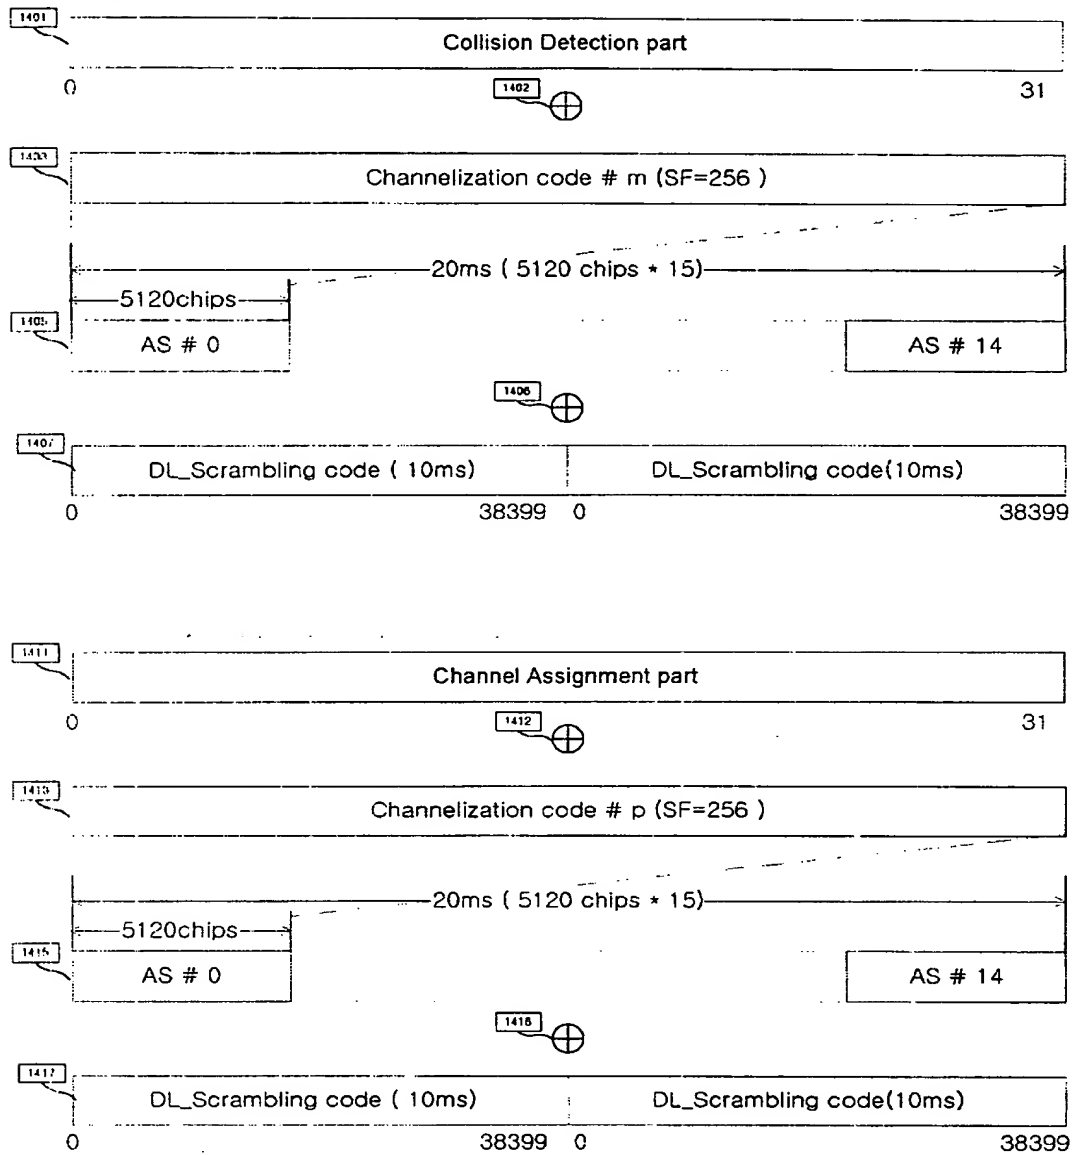 1401
Collision Detection part
0 31
1402
1403
Channelization code # m (SF=256 )
20ms ( 5120 chips * 15)
5120chips
1405
AS # 0 AS # 14
1406
1407
DL_Scrambling code ( 10ms) DL_Scrambling code(10ms)
0 38399 0 38399
1411
Channel Assignment part
0 31
1412
1413
Channelization code # p (SF=256 )
20ms ( 5120 chips * 15)
5120chips
1415
AS # 0 AS # 14
1416
1417
DL_Scrambling code ( 10ms) DL_Scrambling code(10ms)
0 38399 0 38399